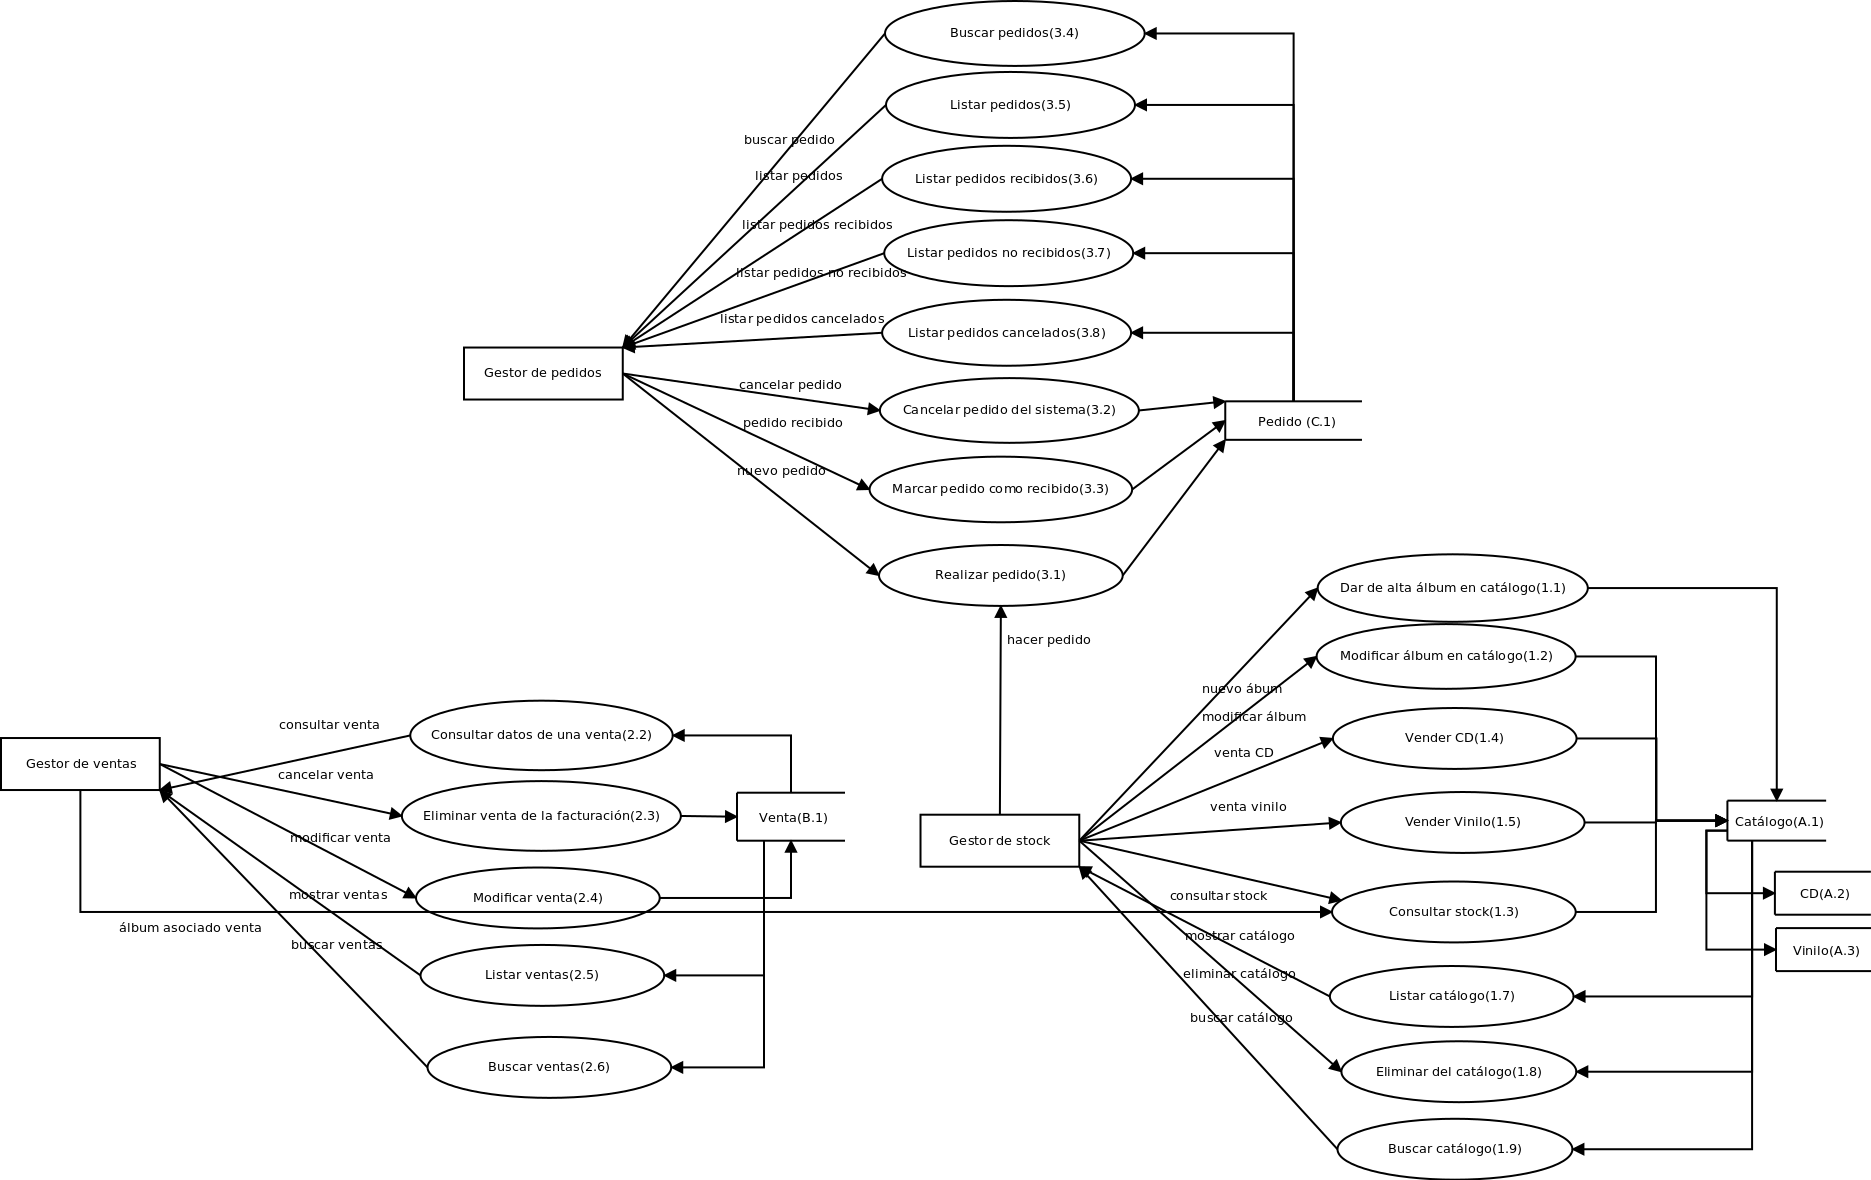 Buscar pedidos(3.4)
Listar pedidos(3.5)
buscar pedido
listar pedidos
Listar pedidos recibidos(3.6)
listar pedidos recibidos
Listar pedidos no recibidos(3.7)
listar pedidos no recibidos
listar pedidos cancelados
Listar pedidos cancelados(3.8)
Gestor de pedidos
cancelar pedido
Cancelar pedido del sistema(3.2)
Pedido (C.1)
pedido recibido
nuevo pedido
Marcar pedido como recibido(3.3)
Realizar pedido(3.1)
Dar de alta álbum en catálogo(1.1)
hacer pedido
Modificar álbum en catálogo(1.2)
nuevo ábum
modificar álbum
consultar venta
Consultar datos de una venta(2.2)
Vender CD(1.4)
venta CD
Gestor de ventas
cancelar venta
venta vinilo
Eliminar venta de la facturación(2.3)
Venta(B.1)
Vender Vinilo(1.5)
Catálogo(A.1)
modificar venta
Gestor de stock
mostrar ventas
Modificar venta(2.4)
consultar stock
CD(A.2)
Consultar stock(1.3)
álbum asociado venta
mostrar catálogo
buscar ventas
Vinilo(A.3)
Listar ventas(2.5)
eliminar catálogo
Listar catálogo(1.7)
buscar catálogo
Buscar ventas(2.6)
Eliminar del catálogo(1.8)
Buscar catálogo(1.9)